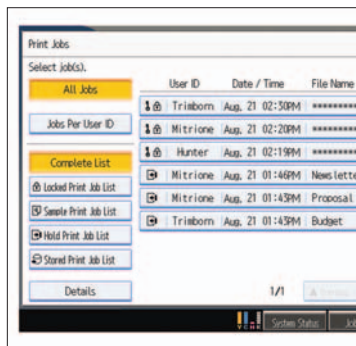 Print Jobs
Select Job(s).
All Jobs
Jobs Per User ID
Complete List
Locked Print Job List
Sample Print Job List
Hold Print Job List
Stored Print Job List
Details
User ID Date / Time File Name
Trimborn Aug. 21 02:30PM ********
Mitrione Aug. 21 02:20PM ********
Hunter Aug. 21 02:19PM ********
Mitrione Aug. 21 01:46PM Newslette
Mitrione Aug. 21 01:43PM Proposal
Trimborn Aug. 21 01:43PM Budget
1/1
YCMK
System Status Jo